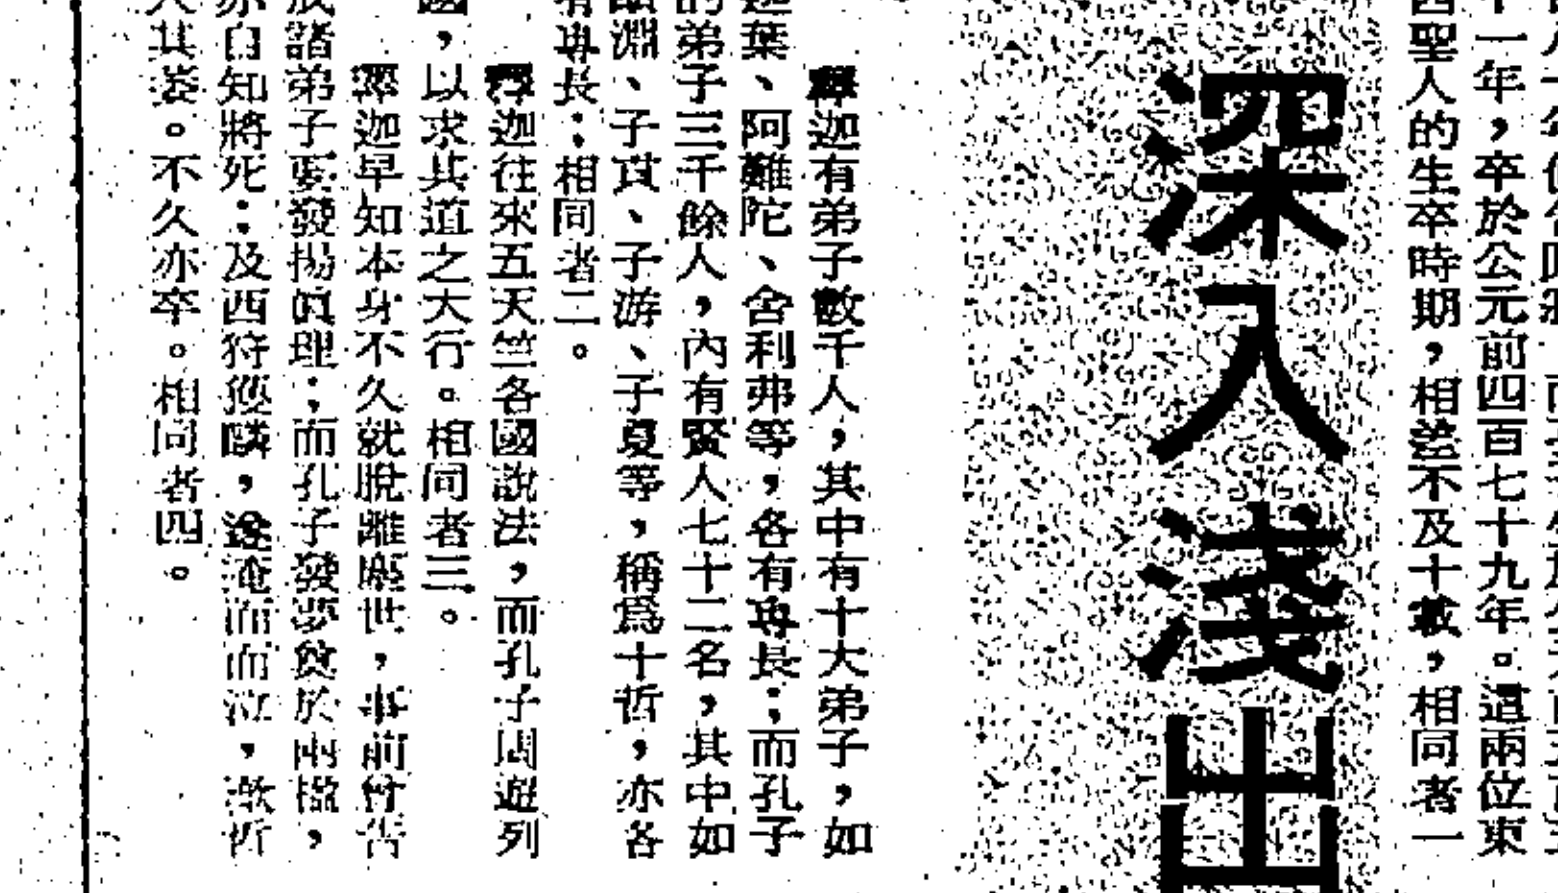 十一年，卒於公元前四百七十九年。這兩位東
四聖人的生卒時期，相差不及十載，相同者一
深入淺出
釋迦有弟子數千人，其中有十大弟子，如
迦葉、阿難陀、舍利弗等，各有專長；而孔子
的弟子三千餘人，內有賢人七十二名，其中如
顏淵、子貢、子游、子夏等，稱爲十哲，亦各
有專長；相同者二。
釋迦往來五天竺各國說法，而孔子周遊列
國，以求其道之大行。相同者三。
釋迦早知本身不久就脫離塵世，事前曾告
誡諸弟子要發揚眞理；而孔子發夢奠於兩楹，
亦自知將死；及西狩獲麟，遂淹面而泣，歎哲
人其萎。不久亦卒。相同者四。